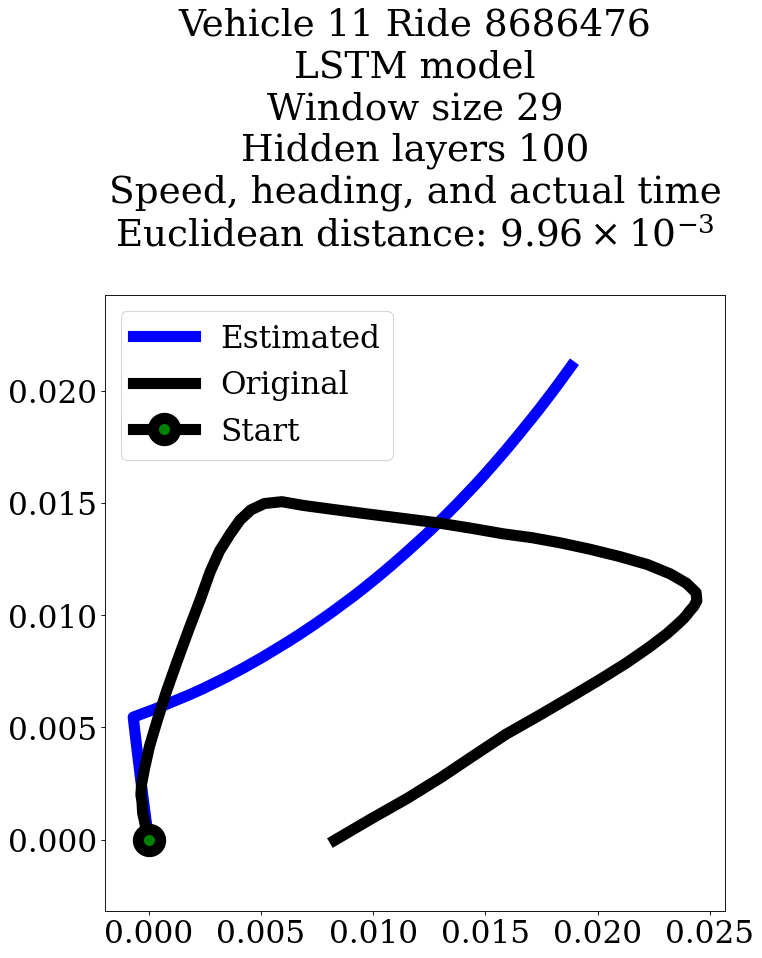 Vehicle 11 Ride 8686476
LSTM model
Window size 29
Hidden layers 100
Speed, heading, and actual time
Euclidean distance: 9.96 × 10⁻³
Estimated
Original
Start
0.020
0.015
0.010
0.005
0.000
0.000 0.005 0.010 0.015 0.020 0.025